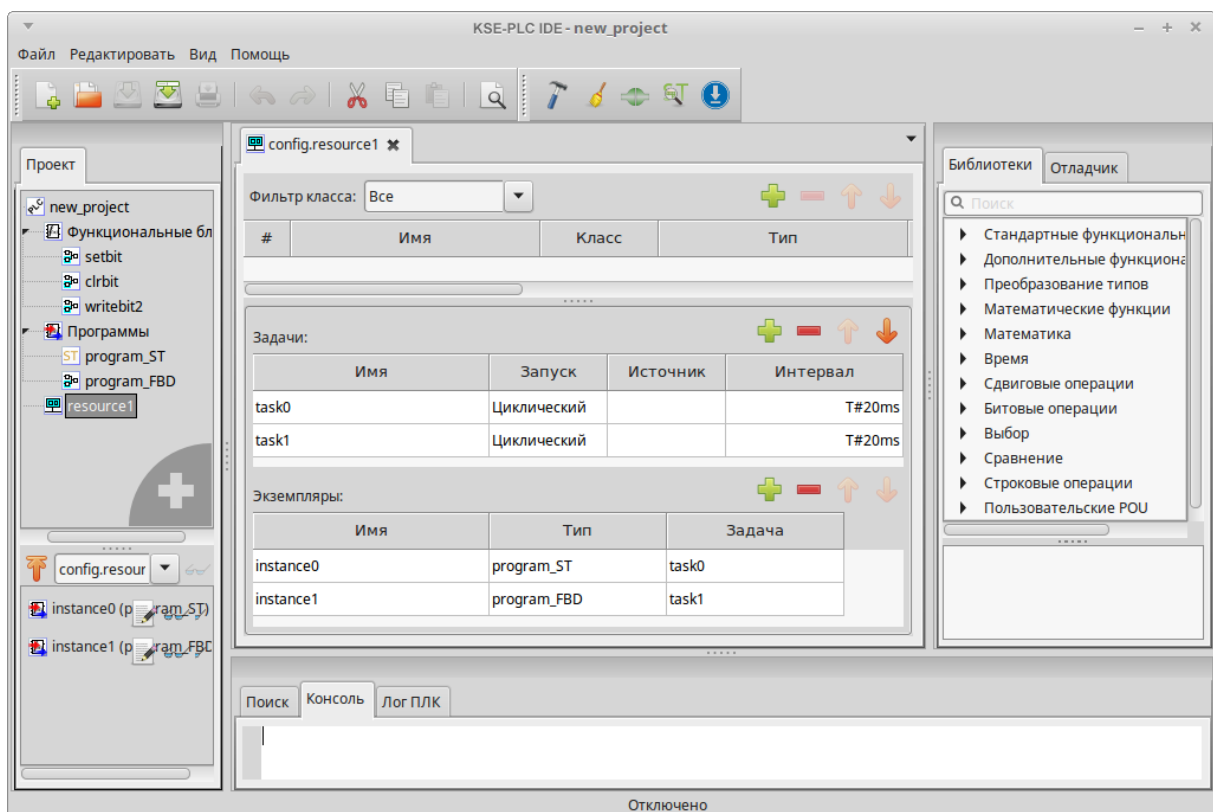 KSE-PLC IDE - new_project
Файл Редактировать Вид Помощь
Проект
new_project
Функциональные бл
setbit
clrbit
writebit2
Программы
ST program_ST
program_FBD
resource1
config.resour
instance0 (p ram_ST)
instance1 (p ram_FBD
config.resource1
Фильтр класса: Все
# Имя Класс Тип
Задачи:
Имя Запуск Источник Интервал
task0 Циклический T#20ms
task1 Циклический T#20ms
Экземпляры:
Имя Тип Задача
instance0 program_ST task0
instance1 program_FBD task1
Библиотеки Отладчик
Поиск
Стандартные функциональн
Дополнительные функциона
Преобразование типов
Математические функции
Математика
Время
Сдвиговые операции
Битовые операции
Выбор
Сравнение
Строковые операции
Пользовательские POU
Поиск Консоль Лог ПЛК
Отключено